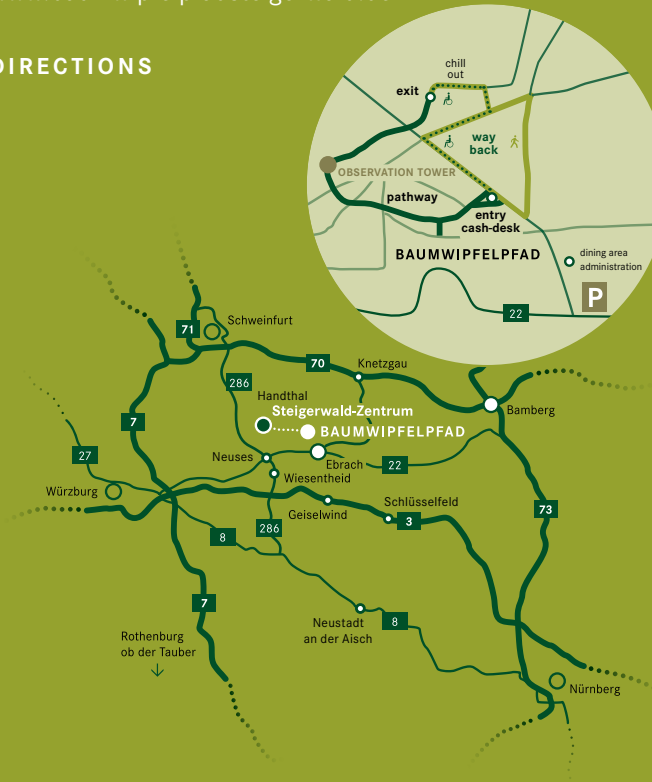 DIRECTIONS
chill
out
exit
way
back
OBSERVATION TOWER
pathway
entry
cash-desk
BAUMWIPFELPFAD
dining area
administration
P
22
71
Schweinfurt
70
Knetzgau
286
Handthal
Steigerwald-Zentrum
BAUMWIPFELPFAD
Bamberg
7
27
Neuses
Ebrach
22
Wiesentheid
Würzburg
Geiselwind
Schlüsselfeld
3
73
8
286
7
Neustadt
an der Aisch
8
Rothenburg
ob der Tauber
Nürnberg